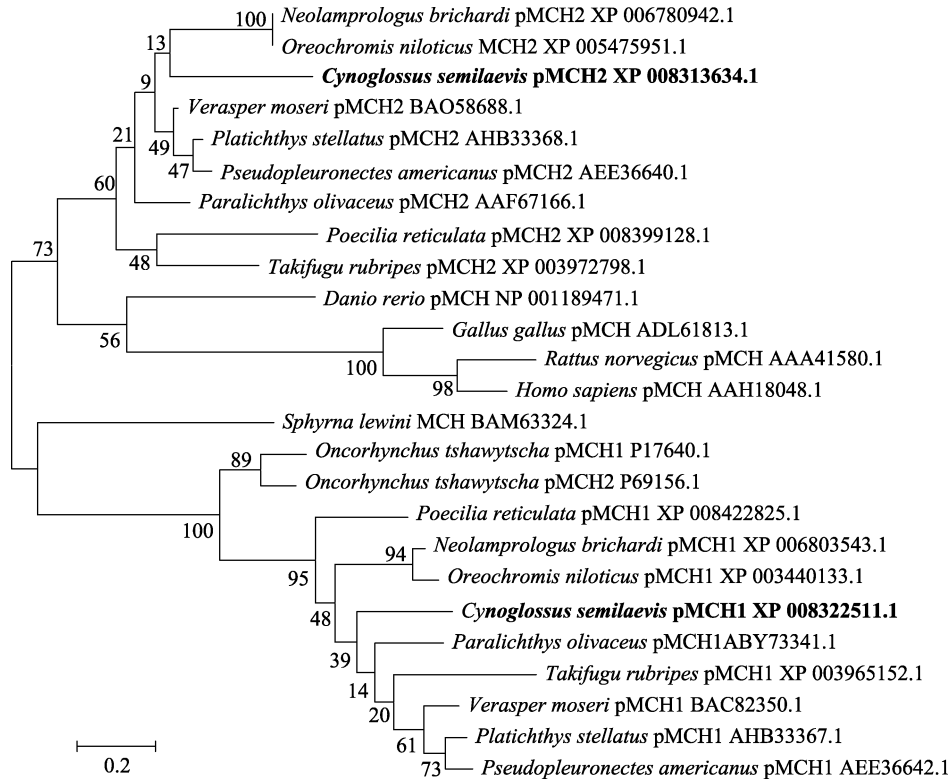 100
Neolamprologus brichardi pMCH2 XP 006780942.1
Oreochromis niloticus MCH2 XP 005475951.1
13
Cynoglossus semilaevis pMCH2 XP 008313634.1
9
Verasper moseri pMCH2 BAO58688.1
21
49
Platichthys stellatus pMCH2 AHB33368.1
47
Pseudopleuronectes americanus pMCH2 AEE36640.1
60
Paralichthys olivaceus pMCH2 AAF67166.1
Poecilia reticulata pMCH2 XP 008399128.1
73
48
Takifugu rubripes pMCH2 XP 003972798.1
Danio rerio pMCH NP 001189471.1
56
Gallus gallus pMCH ADL61813.1
100
Rattus norvegicus pMCH AAA41580.1
98
Homo sapiens pMCH AAH18048.1
Sphyrna lewini MCH BAM63324.1
Oncorhynchus tshawytscha pMCH1 P17640.1
89
Oncorhynchus tshawytscha pMCH2 P69156.1
100
Poecilia reticulata pMCH1 XP 008422825.1
94
Neolamprologus brichardi pMCH1 XP 006803543.1
95
Oreochromis niloticus pMCH1 XP 003440133.1
48
Cynoglossus semilaevis pMCH1 XP 008322511.1
39
Paralichthys olivaceus pMCH1ABY73341.1
14
Takifugu rubripes pMCH1 XP 003965152.1
20
Verasper moseri pMCH1 BAC82350.1
61
Platichthys stellatus pMCH1 AHB33367.1
73
Pseudopleuronectes americanus pMCH1 AEE36642.1
0.2